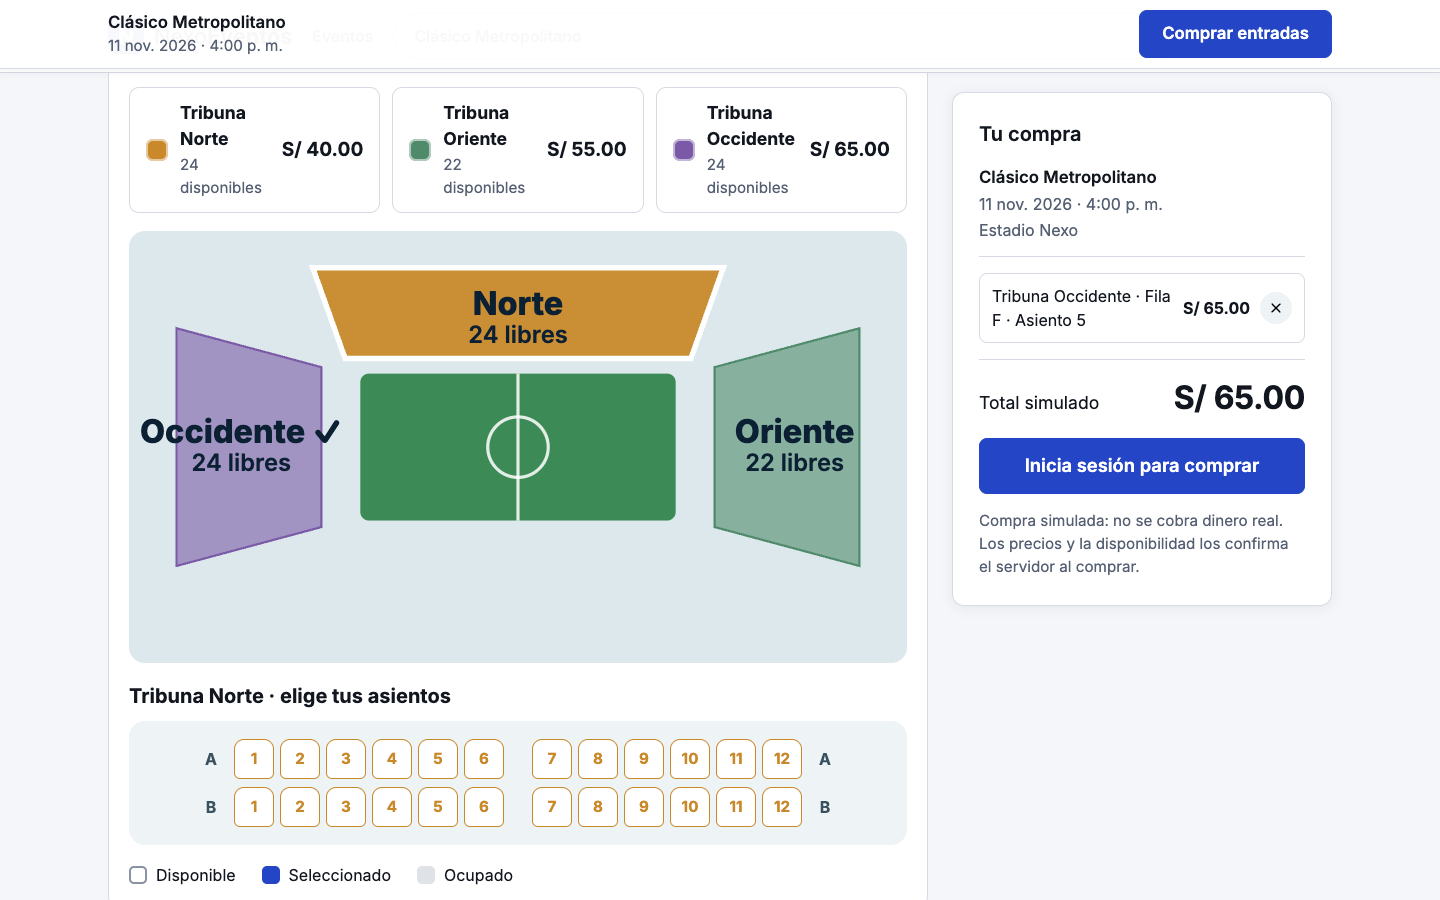 Clásico Metropolitano
11 nov. 2026 · 4:00 p. m.
Eventos
Clásico Metropolitano
Comprar entradas
Tribuna
Norte
24
disponibles
S/ 40.00
Tribuna
Oriente
22
disponibles
S/ 55.00
Tribuna
Occidente
24
disponibles
S/ 65.00
Norte
24 libres
Occidente ✓
24 libres
Oriente
22 libres
Tribuna Norte · elige tus asientos
A 1 2 3 4 5 6 7 8 9 10 11 12 A
B 1 2 3 4 5 6 7 8 9 10 11 12 B
Disponible
Seleccionado
Ocupado
Tu compra
Clásico Metropolitano
11 nov. 2026 · 4:00 p. m.
Estadio Nexo
Tribuna Occidente · Fila
F · Asiento 5
S/ 65.00
×
Total simulado
S/ 65.00
Inicia sesión para comprar
Compra simulada: no se cobra dinero real.
Los precios y la disponibilidad los confirma
el servidor al comprar.